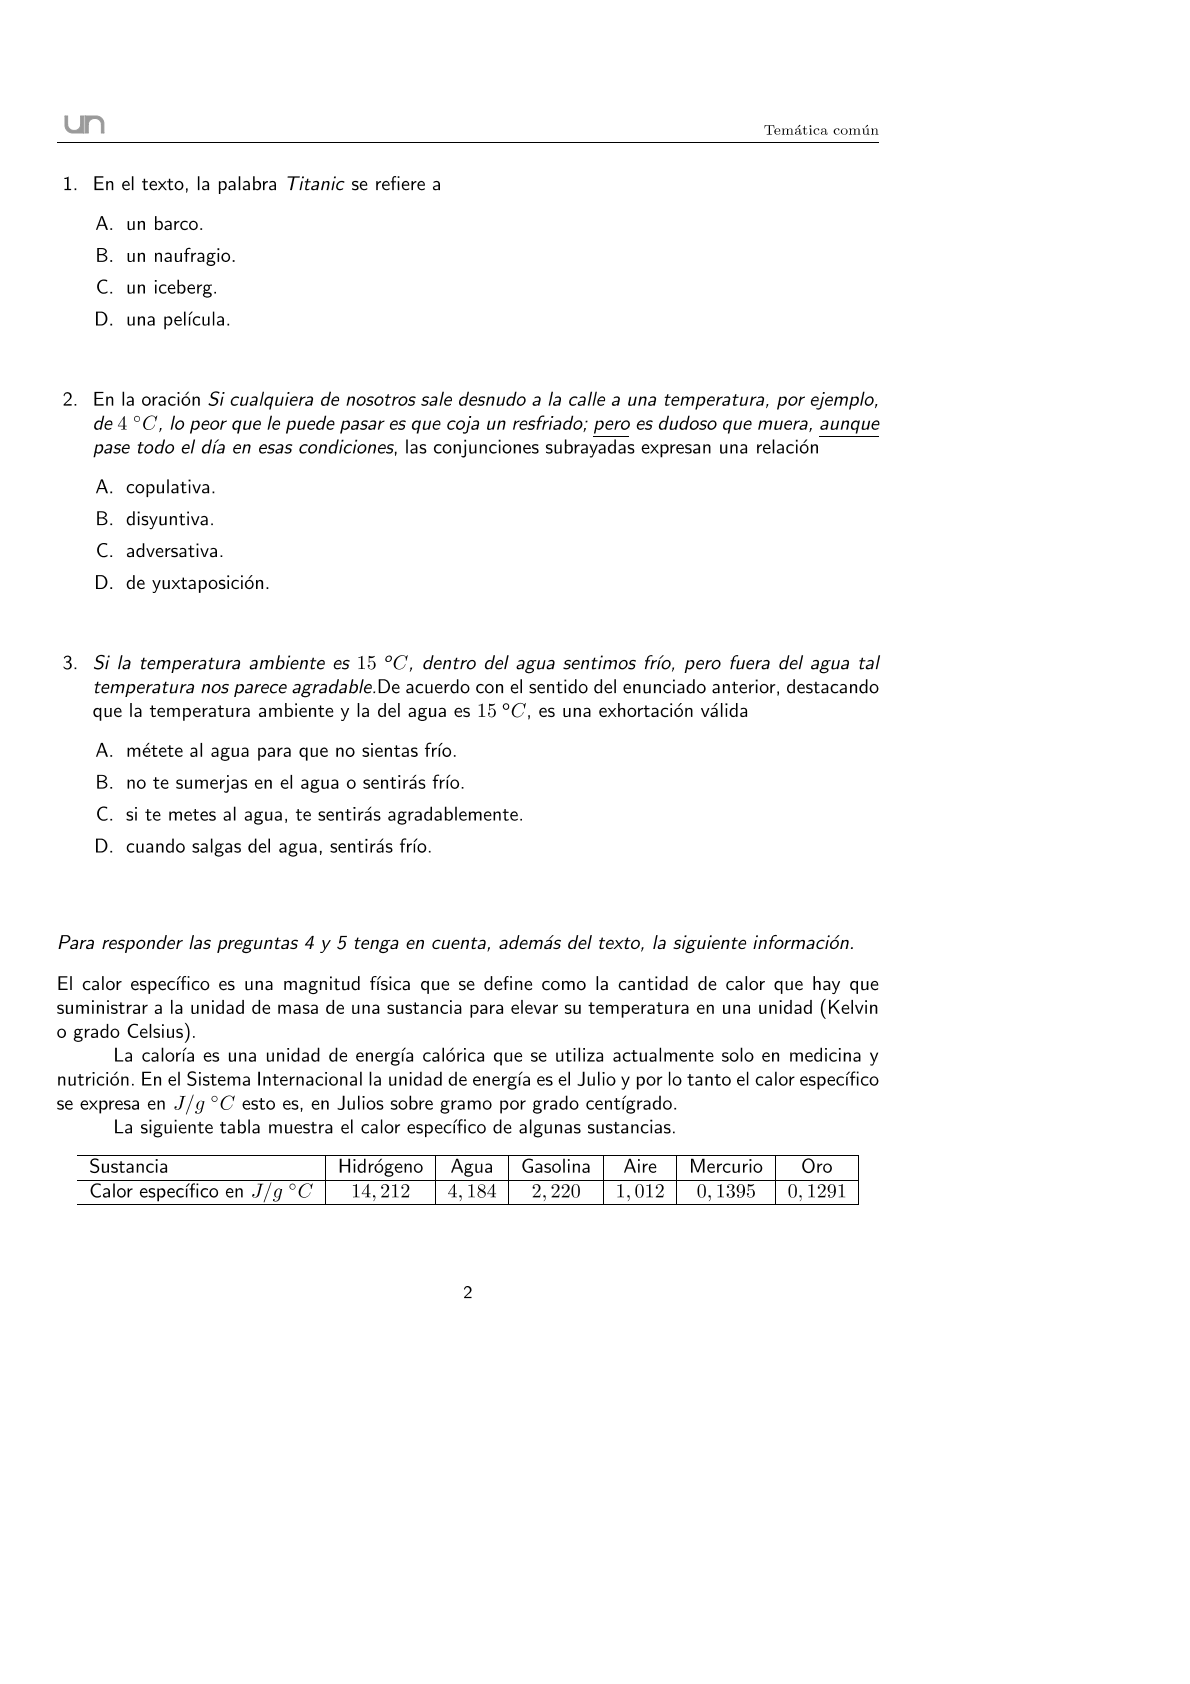 un
Temática común
1. En el texto, la palabra Titanic se refiere a
A. un barco.
B. un naufragio.
C. un iceberg.
D. una película.
2. En la oración Si cualquiera de nosotros sale desnudo a la calle a una temperatura, por ejemplo,
de 4 °C, lo peor que le puede pasar es que coja un resfriado; pero es dudoso que muera, aunque
pase todo el día en esas condiciones, las conjunciones subrayadas expresan una relación
A. copulativa.
B. disyuntiva.
C. adversativa.
D. de yuxtaposición.
3. Si la temperatura ambiente es 15 ºC, dentro del agua sentimos frío, pero fuera del agua tal
temperatura nos parece agradable.De acuerdo con el sentido del enunciado anterior, destacando
que la temperatura ambiente y la del agua es 15 ºC, es una exhortación válida
A. métete al agua para que no sientas frío.
B. no te sumerjas en el agua o sentirás frío.
C. si te metes al agua, te sentirás agradablemente.
D. cuando salgas del agua, sentirás frío.
Para responder las preguntas 4 y 5 tenga en cuenta, además del texto, la siguiente información.
El calor específico es una magnitud física que se define como la cantidad de calor que hay que
suministrar a la unidad de masa de una sustancia para elevar su temperatura en una unidad (Kelvin
o grado Celsius).
La caloría es una unidad de energía calórica que se utiliza actualmente solo en medicina y
nutrición. En el Sistema Internacional la unidad de energía es el Julio y por lo tanto el calor específico
se expresa en J/g °C esto es, en Julios sobre gramo por grado centígrado.
La siguiente tabla muestra el calor específico de algunas sustancias.
Sustancia Hidrógeno Agua Gasolina Aire Mercurio Oro
Calor específico en J/g °C 14,212 4,184 2,220 1,012 0,1395 0,1291
2